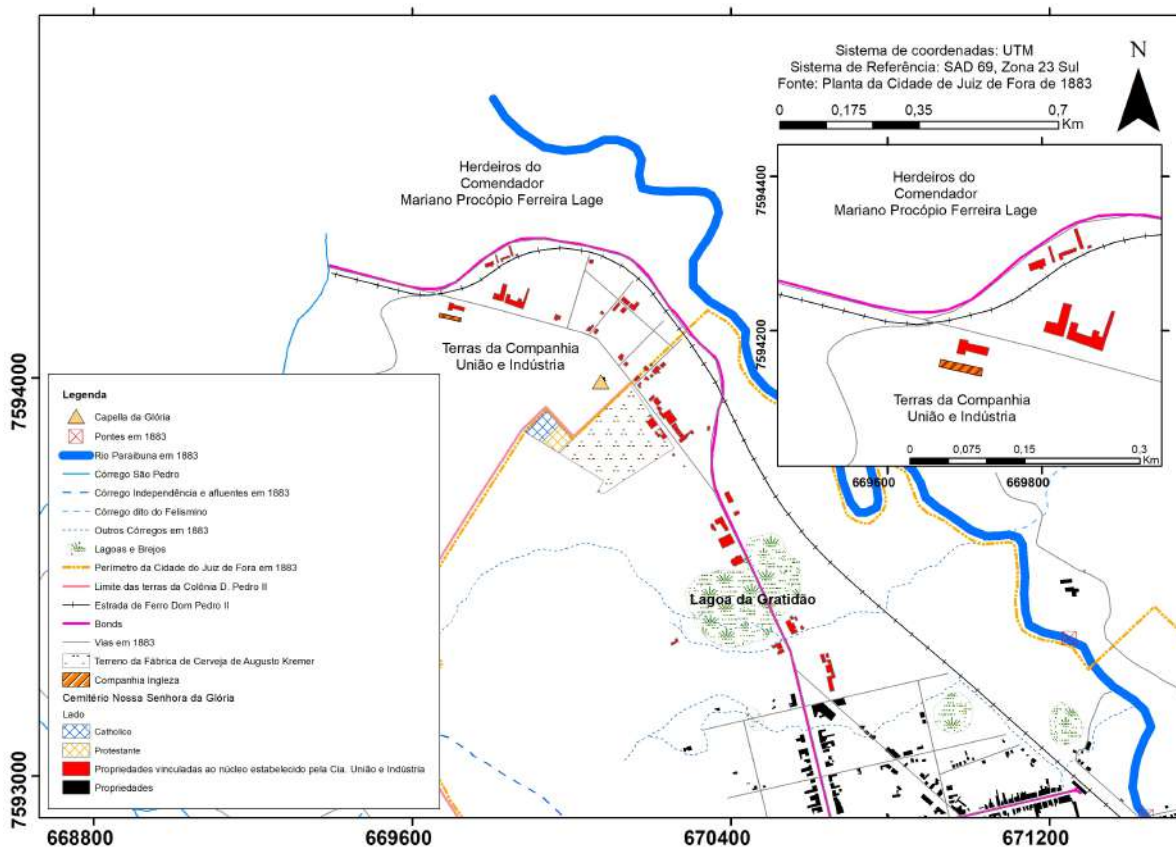 Sistema de coordenadas: UTM
Sistema de Referência: SAD 69, Zona 23 Sul
Fonte: Planta da Cidade de Juiz de Fora de 1883
N
0 0,175 0,35 0,7
Km
Herdeiros do
Comendador
Mariano Procópio Ferreira Lage
Terras da Companhia
União e Indústria
Lagoa da Gratidão
7594400
7594200
Herdeiros do
Comendador
Mariano Procópio Ferreira Lage
Terras da Companhia
União e Indústria
0 0,075 0,15 0,3
Km
669600 669800
Legenda
Capella da Glória
Pontes em 1883
Rio Paraibuna em 1883
Córrego São Pedro
Córrego Independência e afluentes em 1883
Córrego dito do Felismino
Outros Córregos em 1883
Lagoas e Brejos
Perímetro da Cidade de Juiz de Fora em 1883
Limite das terras da Colônia D. Pedro II
Estrada de Ferro Dom Pedro II
Bonds
Vias em 1883
Terreno da Fábrica de Cerveja de Augusto Kremer
Companhia Ingleza
Cemitério Nossa Senhora da Glória
Lado
Catholico
Protestante
Propriedades vinculadas ao núcleo estabelecido pela Cia. União e Indústria
Propriedades
7594000
7593000
668800 669600 670400 671200